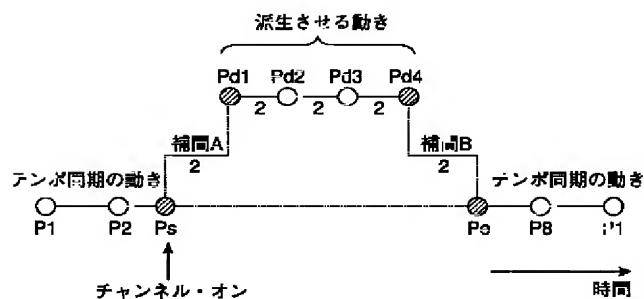 派生させる動き
Pd1 Pd2 Pd3 Pd4
2 2 2
補間A 補間B
2 2
テンポ同期の動き テンポ同期の動き
P1 P2 Ps Pe P8 P1
チャンネル・オン 時間